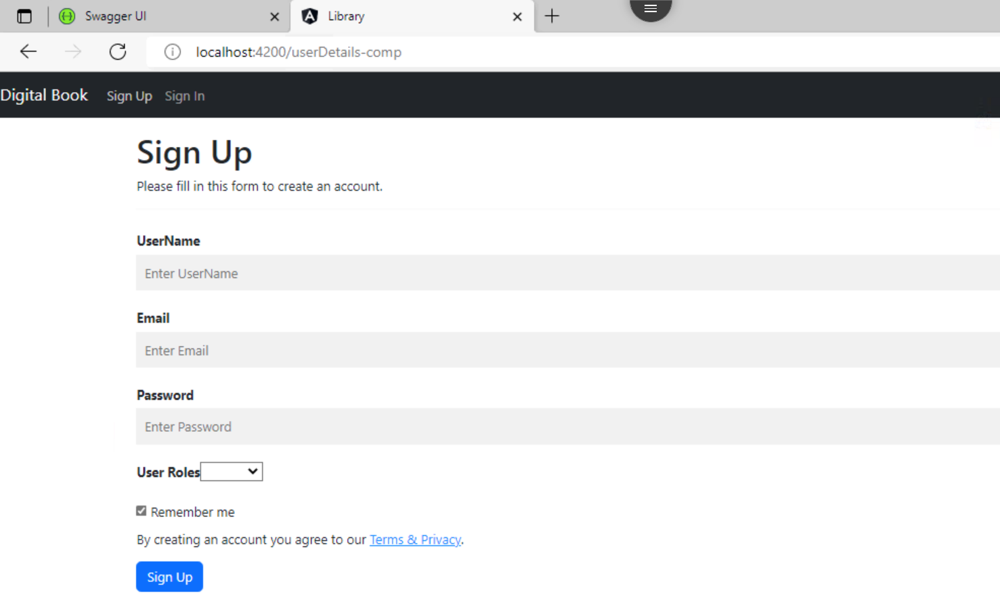 Swagger UI
Library
localhost:4200/userDetails-comp
Digital Book Sign Up Sign In
Sign Up
Please fill in this form to create an account.
UserName
Enter UserName
Email
Enter Email
Password
Enter Password
User Roles
Remember me
By creating an account you agree to our Terms & Privacy.
Sign Up